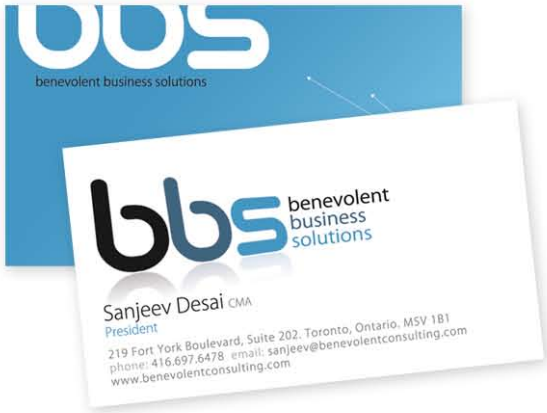 bbs
benevolent business solutions
bbs
benevolent
business
solutions
Sanjeev Desai CMA
President
219 Fort York Boulevard, Suite 202. Toronto, Ontario. MSV 1B1
phone: 416.697.6478 email: sanjeev@benevolentconsulting.com
www.benevolentconsulting.com